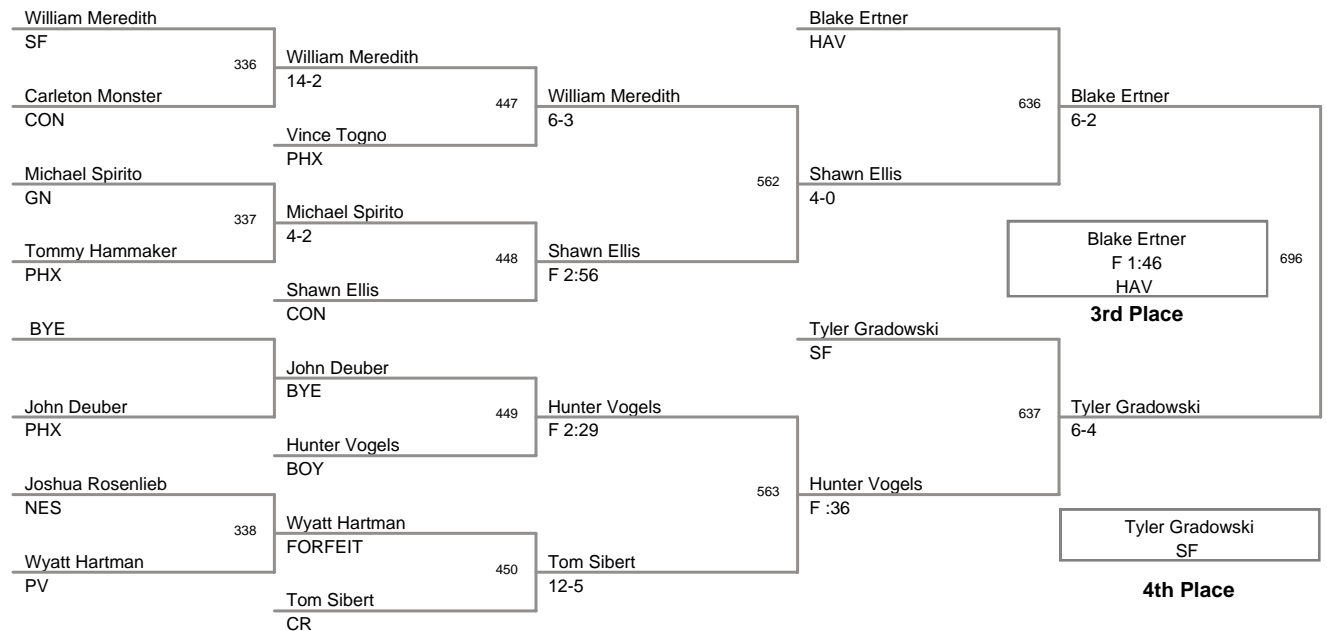 William Meredith
SF
336
Carleton Monster
CON
Michael Spirito
GN
337
Tommy Hammaker
PHX
BYE
John Deuber
PHX
Joshua Rosenlieb
NES
338
Wyatt Hartman
PV
William Meredith
14-2
447
Vince Togno
PHX
Michael Spirito
4-2
448
Shawn Ellis
CON
John Deuber
BYE
449
Hunter Vogels
BOY
Wyatt Hartman
FORFEIT
450
Tom Sibert
CR
William Meredith
6-3
562
Shawn Ellis
F 2:56
Hunter Vogels
F 2:29
563
Tom Sibert
12-5
Blake Ertner
HAV
636
Shawn Ellis
4-0
Tyler Gradowski
SF
637
Hunter Vogels
F :36
Blake Ertner
6-2
696
Tyler Gradowski
6-4
Blake Ertner
F 1:46
HAV
3rd Place
Tyler Gradowski
SF
4th Place